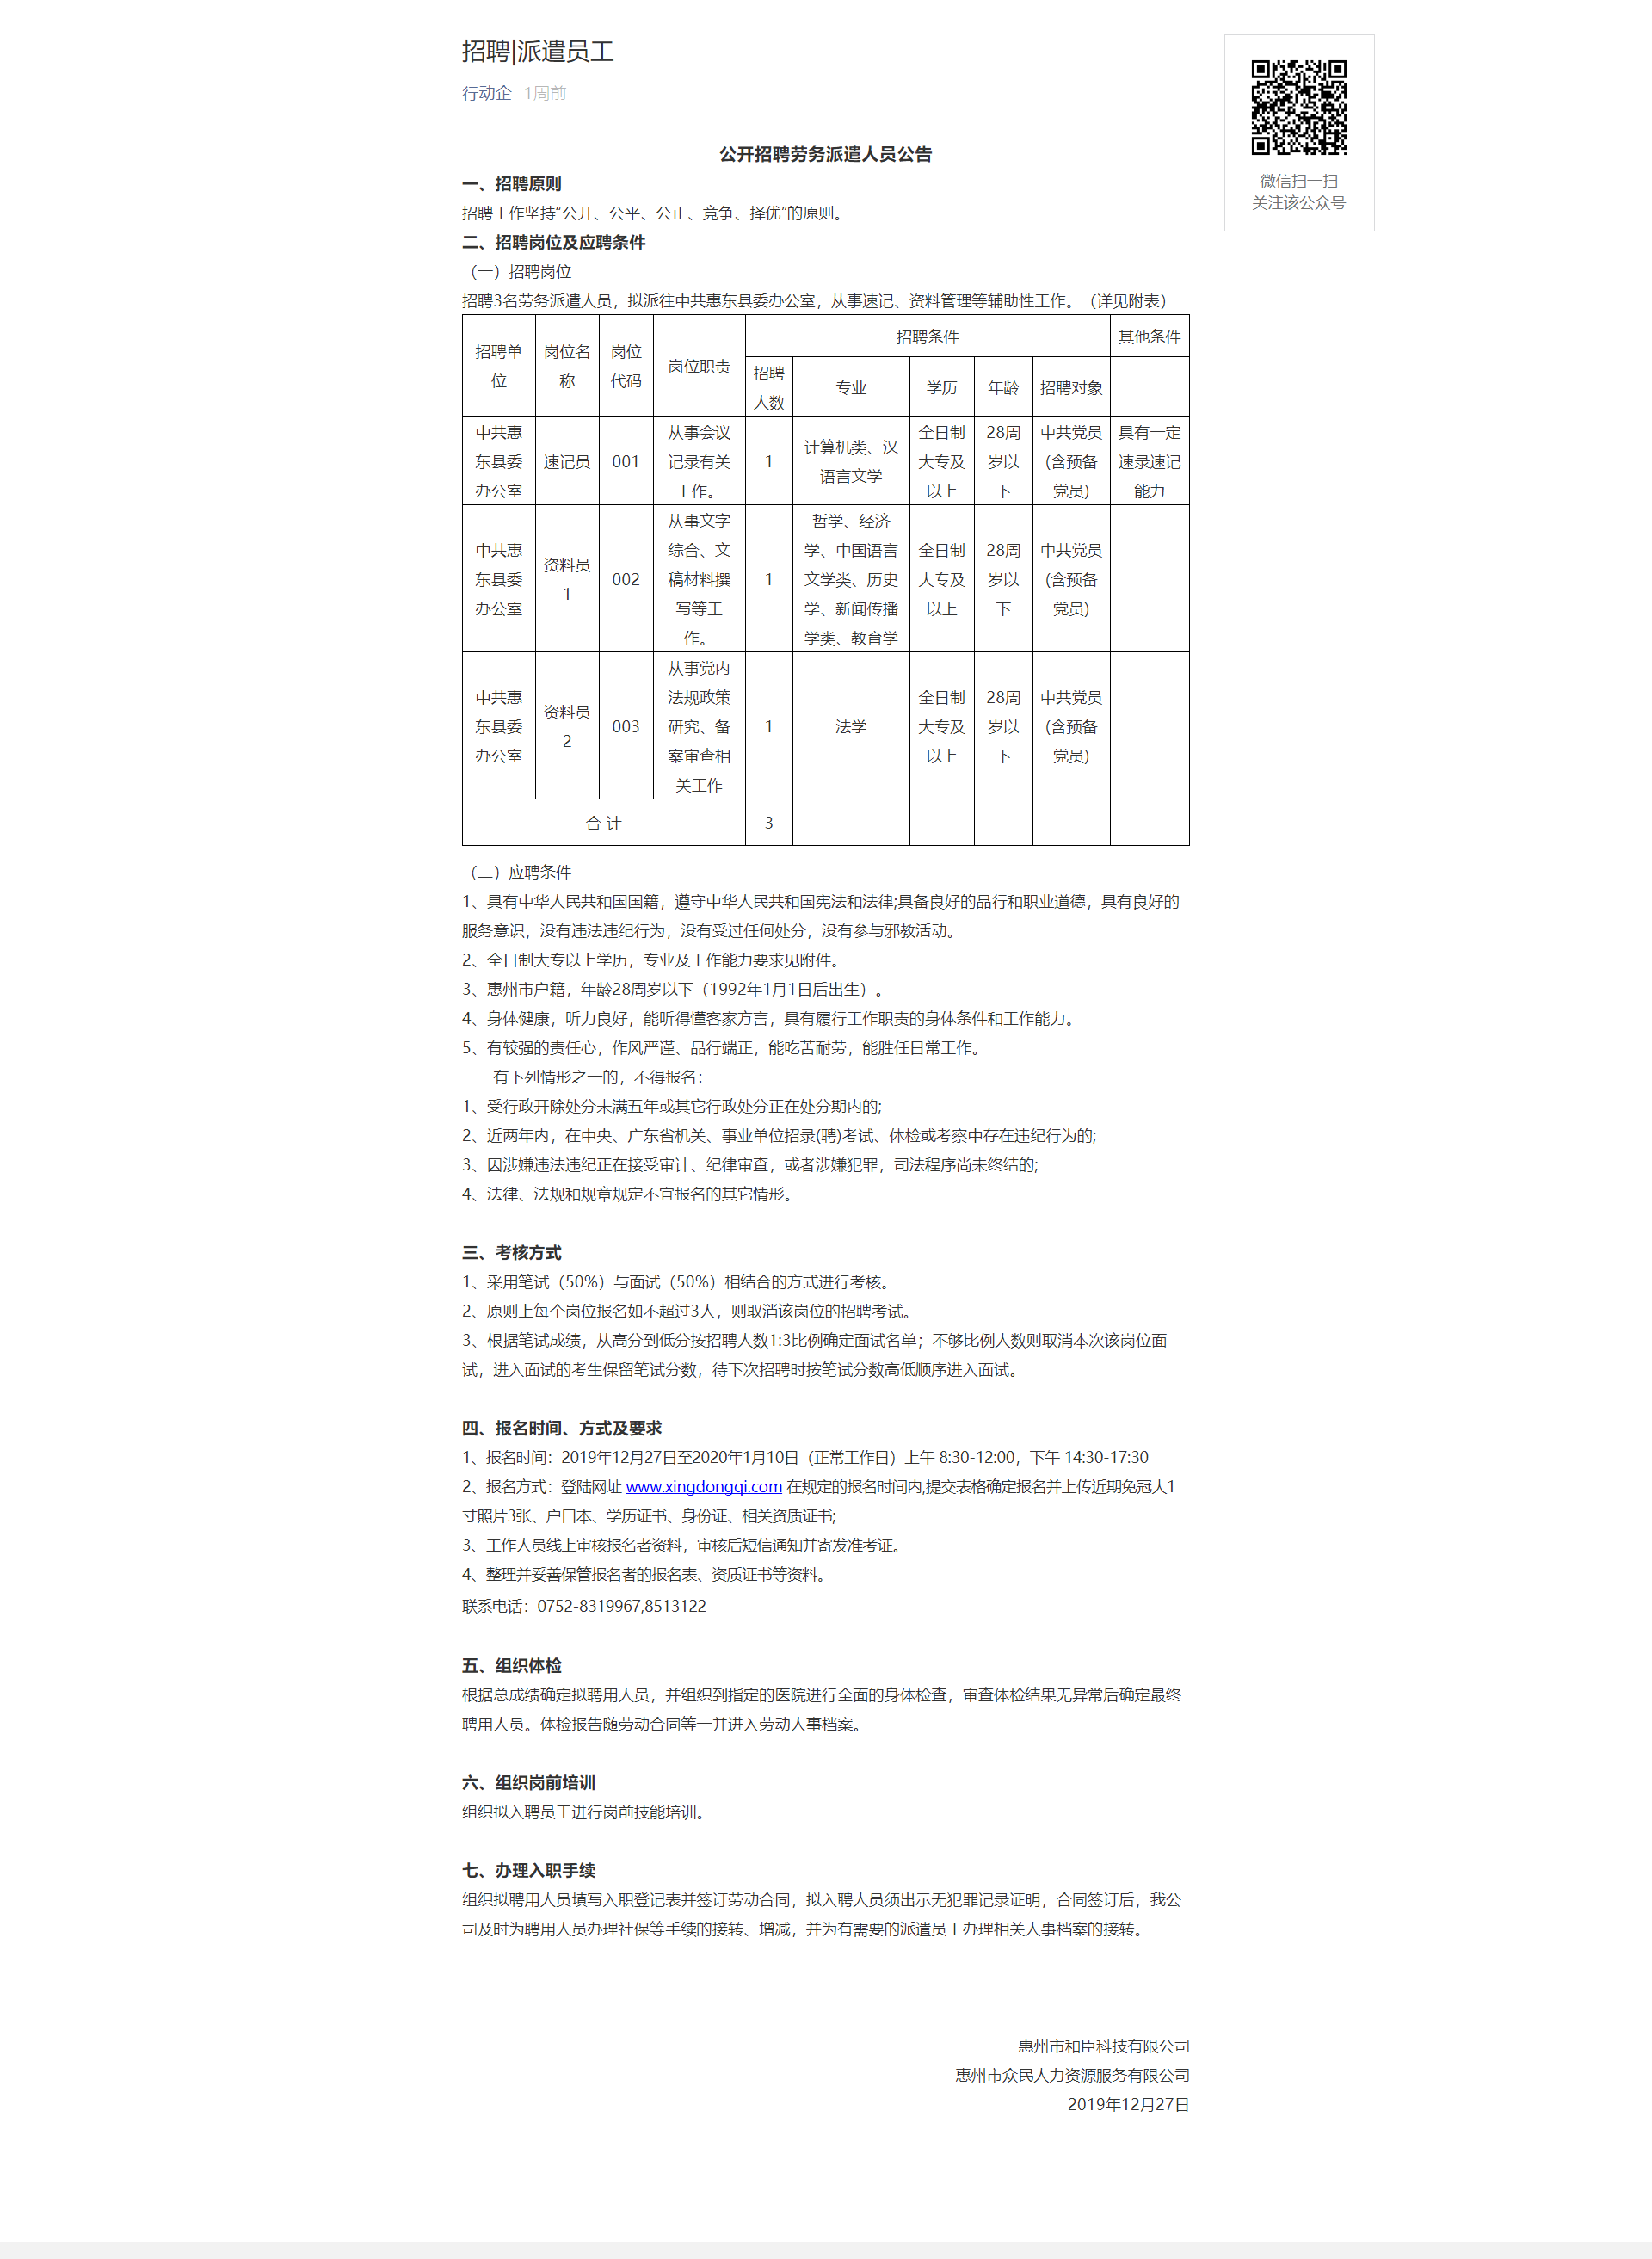 招聘|派遣员工
行动企 1周前
微信扫一扫
关注该公众号
公开招聘劳务派遣人员公告
一、招聘原则
招聘工作坚持“公开、公平、公正、竞争、择优”的原则。
二、招聘岗位及应聘条件
（一）招聘岗位
招聘3名劳务派遣人员，拟派往中共惠东县委办公室，从事速记、资料管理等辅助性工作。（详见附表）
招聘单
位
岗位名
称
岗位
代码
岗位职责
招聘条件
其他条件
招聘
人数
专业
学历
年龄
招聘对象
中共惠
东县委
办公室
速记员
001
从事会议
记录有关
工作。
1
计算机类、汉
语言文学
全日制
大专及
以上
28周
岁以
下
中共党员
(含预备
党员)
具有一定
速录速记
能力
中共惠
东县委
办公室
资料员
1
002
从事文字
综合、文
稿材料撰
写等工
作。
1
哲学、经济
学、中国语言
文学类、历史
学、新闻传播
学类、教育学
全日制
大专及
以上
28周
岁以
下
中共党员
(含预备
党员)
中共惠
东县委
办公室
资料员
2
003
从事党内
法规政策
研究、备
案审查相
关工作
1
法学
全日制
大专及
以上
28周
岁以
下
中共党员
(含预备
党员)
合 计
3
（二）应聘条件
1、具有中华人民共和国国籍，遵守中华人民共和国宪法和法律;具备良好的品行和职业道德，具有良好的
服务意识，没有违法违纪行为，没有受过任何处分，没有参与邪教活动。
2、全日制大专以上学历，专业及工作能力要求见附件。
3、惠州市户籍，年龄28周岁以下（1992年1月1日后出生）。
4、身体健康，听力良好，能听得懂客家方言，具有履行工作职责的身体条件和工作能力。
5、有较强的责任心，作风严谨、品行端正，能吃苦耐劳，能胜任日常工作。
有下列情形之一的，不得报名：
1、受行政开除处分未满五年或其它行政处分正在处分期内的;
2、近两年内，在中央、广东省机关、事业单位招录(聘)考试、体检或考察中存在违纪行为的;
3、因涉嫌违法违纪正在接受审计、纪律审查，或者涉嫌犯罪，司法程序尚未终结的;
4、法律、法规和规章规定不宜报名的其它情形。
三、考核方式
1、采用笔试（50%）与面试（50%）相结合的方式进行考核。
2、原则上每个岗位报名如不超过3人，则取消该岗位的招聘考试。
3、根据笔试成绩，从高分到低分按招聘人数1:3比例确定面试名单；不够比例人数则取消本次该岗位面
试，进入面试的考生保留笔试分数，待下次招聘时按笔试分数高低顺序进入面试。
四、报名时间、方式及要求
1、报名时间：2019年12月27日至2020年1月10日（正常工作日）上午 8:30-12:00，下午 14:30-17:30
2、报名方式：登陆网址 www.xingdongqi.com 在规定的报名时间内,提交表格确定报名并上传近期免冠大1
寸照片3张、户口本、学历证书、身份证、相关资质证书;
3、工作人员线上审核报名者资料，审核后短信通知并寄发准考证。
4、整理并妥善保管报名者的报名表、资质证书等资料。
联系电话：0752-8319967,8513122
五、组织体检
根据总成绩确定拟聘用人员，并组织到指定的医院进行全面的身体检查，审查体检结果无异常后确定最终
聘用人员。体检报告随劳动合同等一并进入劳动人事档案。
六、组织岗前培训
组织拟入聘员工进行岗前技能培训。
七、办理入职手续
组织拟聘用人员填写入职登记表并签订劳动合同，拟入聘人员须出示无犯罪记录证明，合同签订后，我公
司及时为聘用人员办理社保等手续的接转、增减，并为有需要的派遣员工办理相关人事档案的接转。
惠州市和臣科技有限公司
惠州市众民人力资源服务有限公司
2019年12月27日